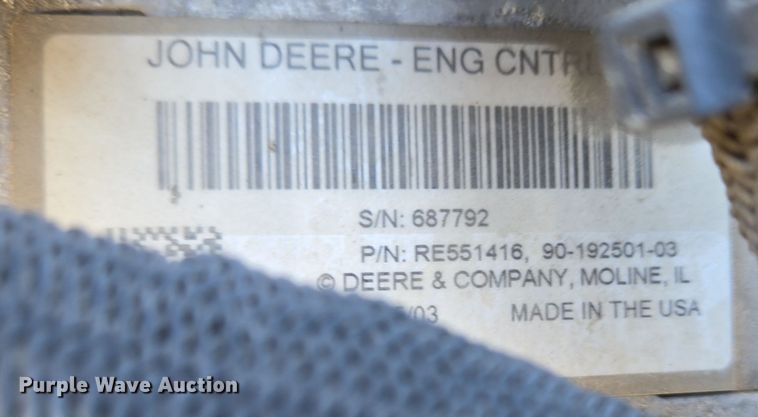 JOHN DEERE - ENG CNTRL
S/N: 687792
P/N: RE551416, 90-192501-03
© DEERE & COMPANY, MOLINE, IL
/03 MADE IN THE USA
Purple Wave Auction